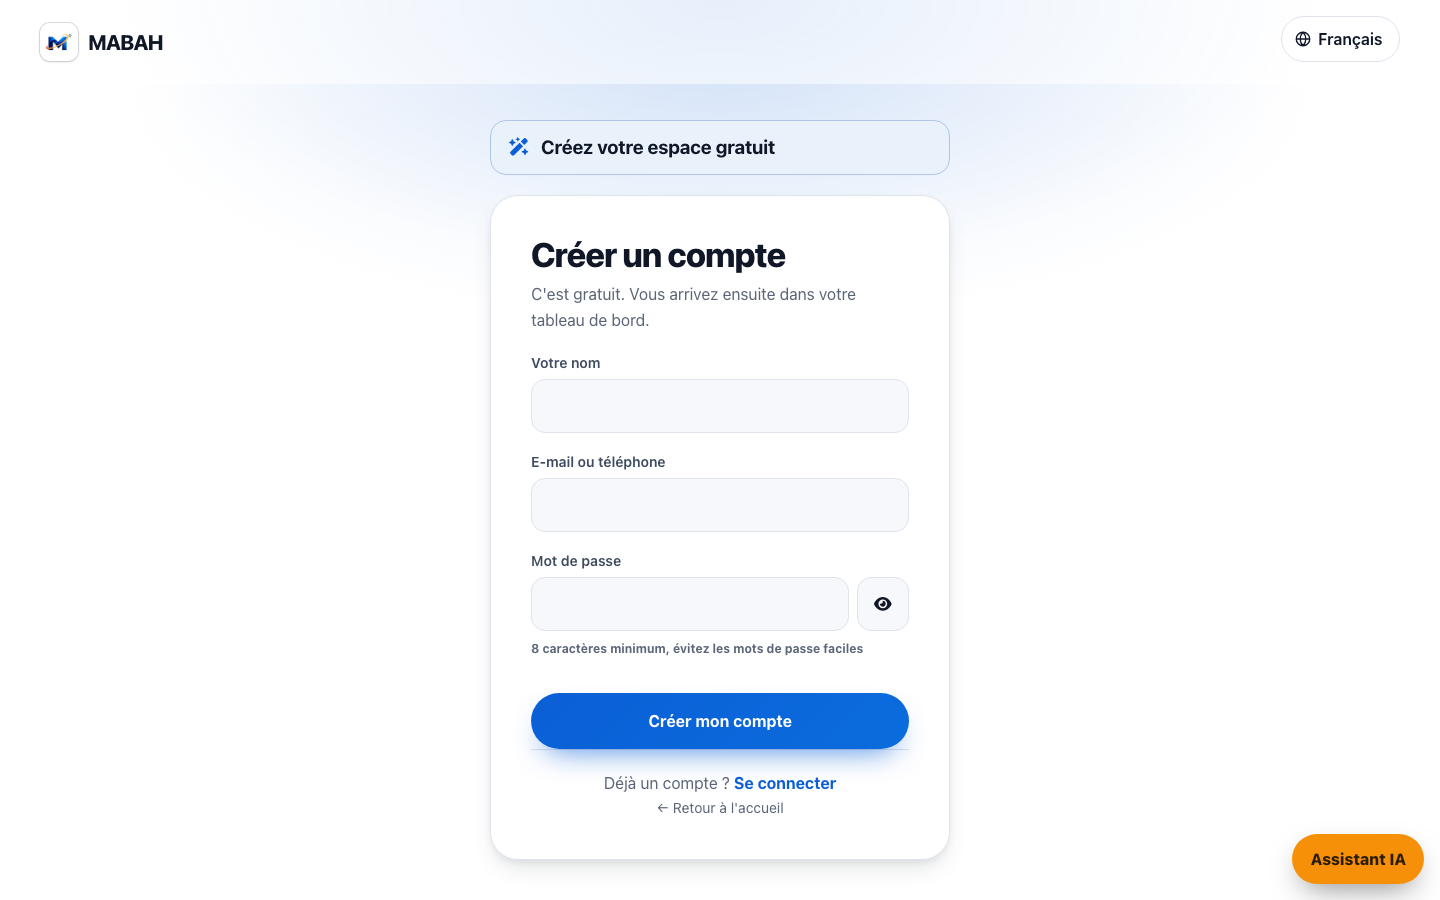 MABAH
Français
Créez votre espace gratuit
Créer un compte
C'est gratuit. Vous arrivez ensuite dans votre
tableau de bord.
Votre nom
E-mail ou téléphone
Mot de passe
8 caractères minimum, évitez les mots de passe faciles
Créer mon compte
Déjà un compte ? Se connecter
← Retour à l'accueil
Assistant IA